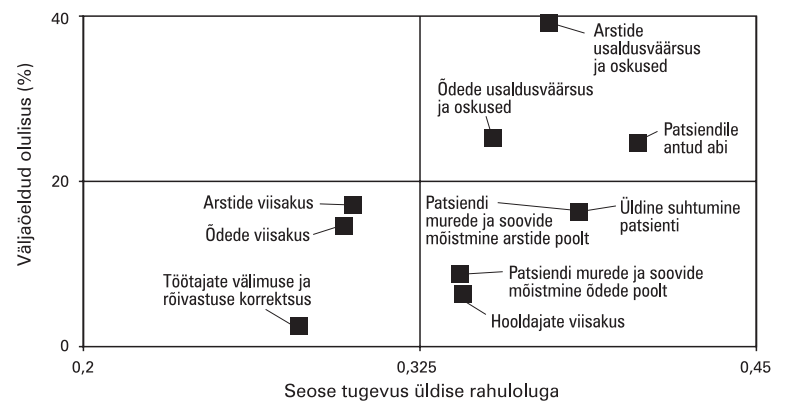 Väljaöeldud olulisus (%)
40
20
0
Arstide
usaldusväärsus
ja oskused
Õdede usaldusväärsus
ja oskused
Patsiendile
antud abi
Arstide viisakus
Õdede viisakus
Töötajate välimuse ja
rõivastuse korrektsus
Patsiendi
murede ja soovide
mõistmine arstide poolt
Üldine suhtumine
patsienti
Patsiendi murede ja soovide
mõistmine õdede poolt
Hooldajate viisakus
0,2
0,325
0,45
Seose tugevus üldise rahuloluga